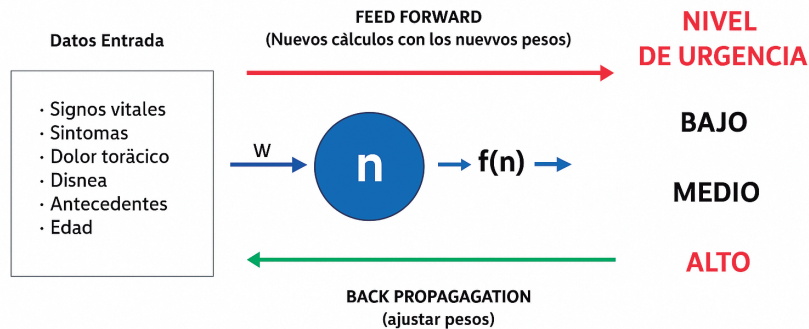 FEED FORWARD
(Nuevos càlculos con los nuevvos pesos)
NIVEL
DE URGENCIA
Datos Entrada
· Signos vitales
· Sintomas
· Dolor toräcico
· Disnea
· Antecedentes
· Edad
W
n
f(n)
BAJO
MEDIO
ALTO
BACK PROPAGAGATION
(ajustar pesos)